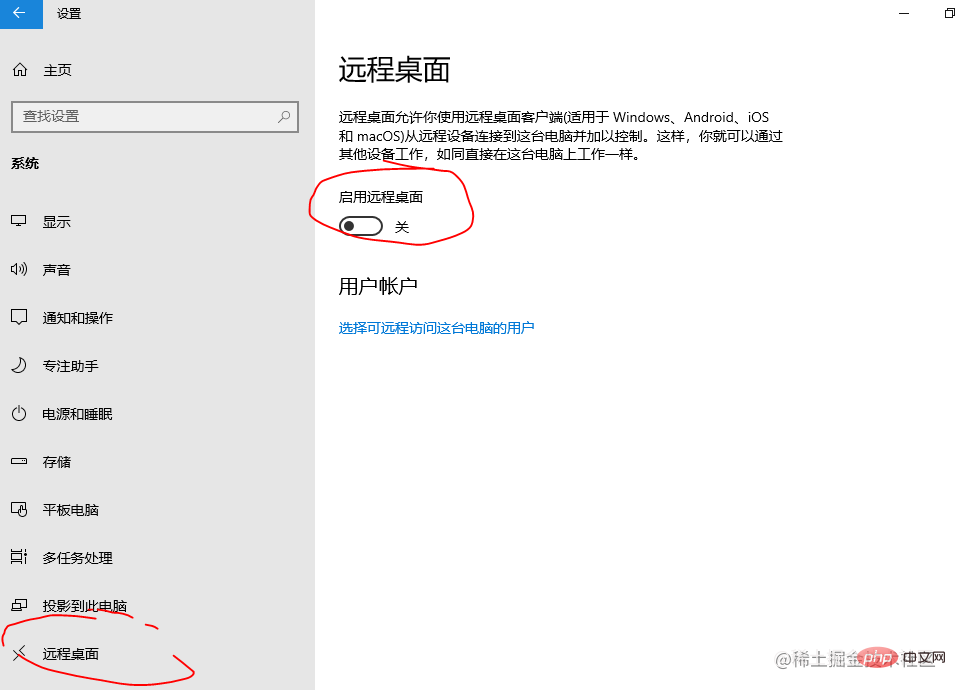 设置
主页
查找设置
系统
显示
声音
通知和操作
专注助手
电源和睡眠
存储
平板电脑
多任务处理
投影到此电脑
远程桌面
远程桌面
远程桌面允许你使用远程桌面客户端(适用于 Windows、Android、iOS
和 macOS)从远程设备连接到这台电脑并加以控制。这样，你就可以通过
其他设备工作，如同直接在这台电脑上工作一样。
启用远程桌面
关
用户帐户
选择可远程访问这台电脑的用户
@稀土掘金
php 中文网